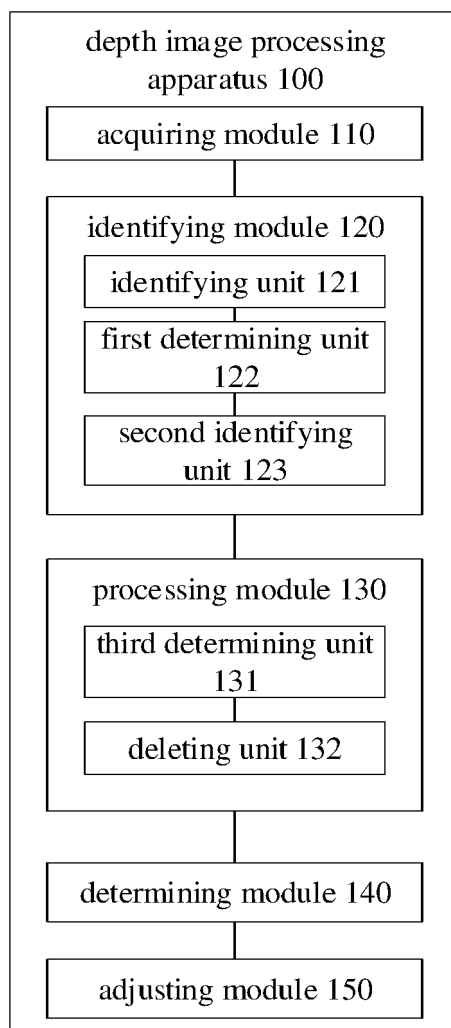 depth image processing
apparatus 100
acquiring module 110
identifying module 120
identifying unit 121
first determining unit
122
second identifying
unit 123
processing module 130
third determining unit
131
deleting unit 132
determining module 140
adjusting module 150